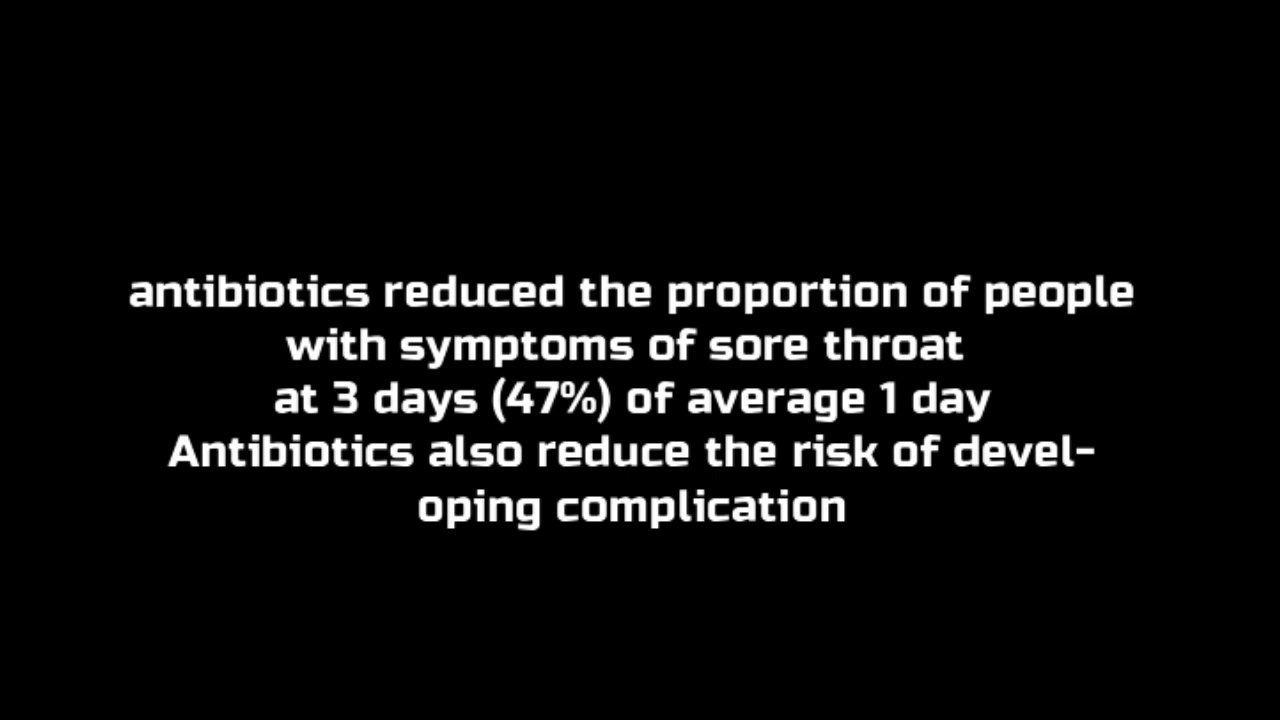 antibiotics reduced the proportion of people
with symptoms of sore throat
at 3 days (47%) of average 1 day
Antibiotics also reduce the risk of devel-
oping complication